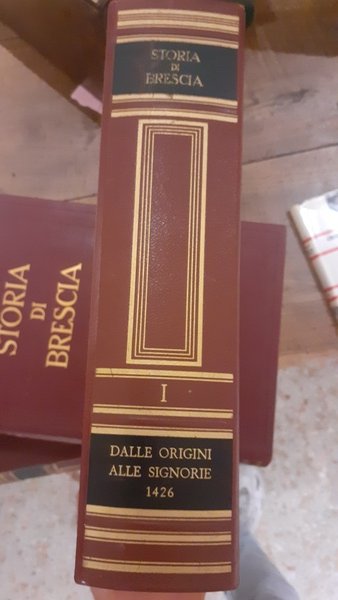 STORIA
DI
BRESCIA
I
DALLE ORIGINI
ALLE SIGNORIE
1426
STORIA
DI
BRESCIA